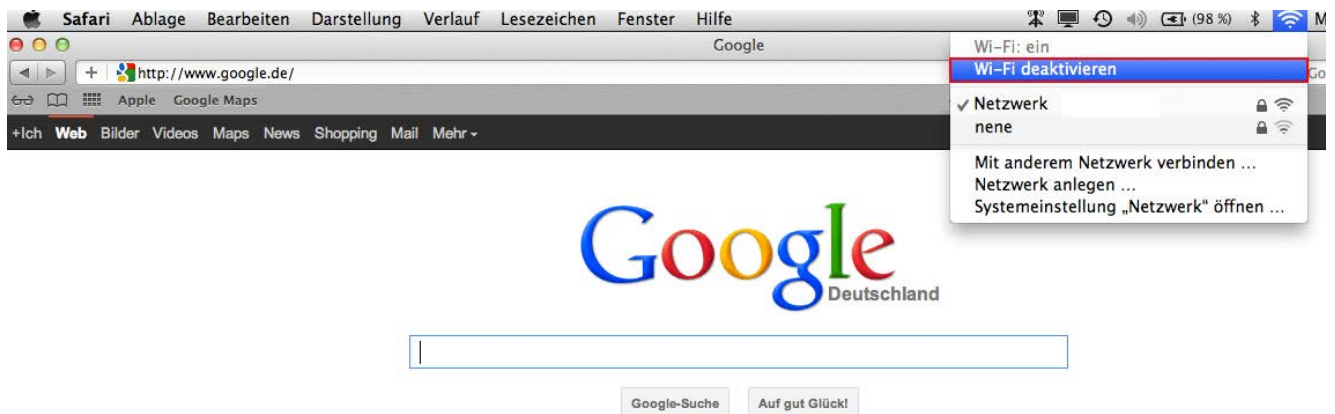 Safari Ablage Bearbeiten Darstellung Verlauf Lesezeichen Fenster Hilfe (98 %) M
Google
Wi-Fi: ein
http://www.google.de/
Wi-Fi deaktivieren
Go
Apple Google Maps
✓ Netzwerk
nene
+Ich Web Bilder Videos Maps News Shopping Mail Mehr
Mit anderem Netzwerk verbinden ...
Netzwerk anlegen ...
Systemeinstellung „Netzwerk“ öffnen ...
Google
Deutschland
Google-Suche Auf gut Glück!